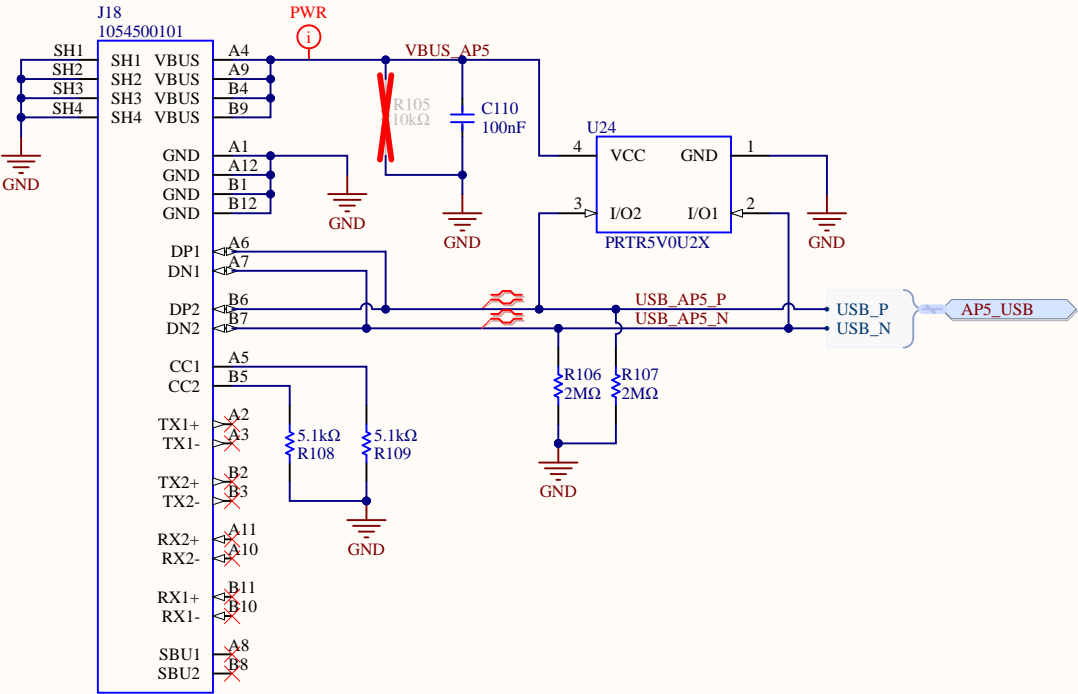 J18
1054500101
PWR
i
VBUS_AP5
SH1 SH1 VBUS A4
SH2 SH2 VBUS A9
SH3 SH3 VBUS B4
SH4 SH4 VBUS B9
GND
R105
10kΩ
C110
100nF
GND A1
GND A12
GND B1
GND B12
GND
GND
U24
4 VCC GND 1
3 I/O2 I/O1 2
PRTR5V0U2X
GND
DP1 A6
DN1 A7
DP2 B6
DN2 B7
USB_AP5_P
USB_AP5_N
USB_P
USB_N
AP5_USB
CC1 A5
CC2 B5
R106
2MΩ
R107
2MΩ
GND
5.1kΩ
R108
5.1kΩ
R109
GND
TX1+ A2
TX1- A3
TX2+ B2
TX2- B3
RX2+ A11
RX2- A10
RX1+ B11
RX1- B10
SBU1 A8
SBU2 B8